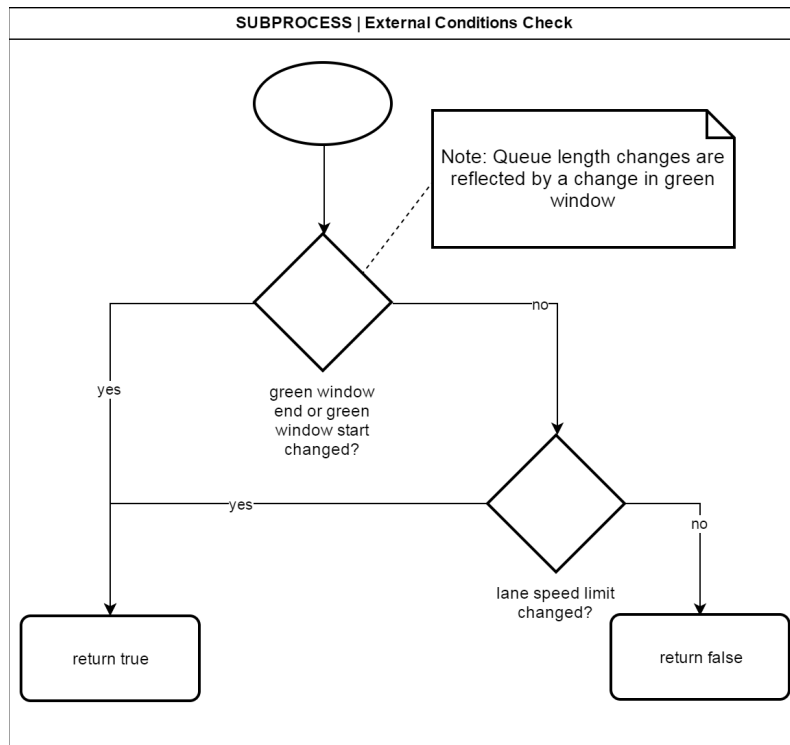 SUBPROCESS | External Conditions Check
Note: Queue length changes are
reflected by a change in green
window
no
yes
green window
end or green
window start
changed?
yes
no
lane speed limit
changed?
return true
return false